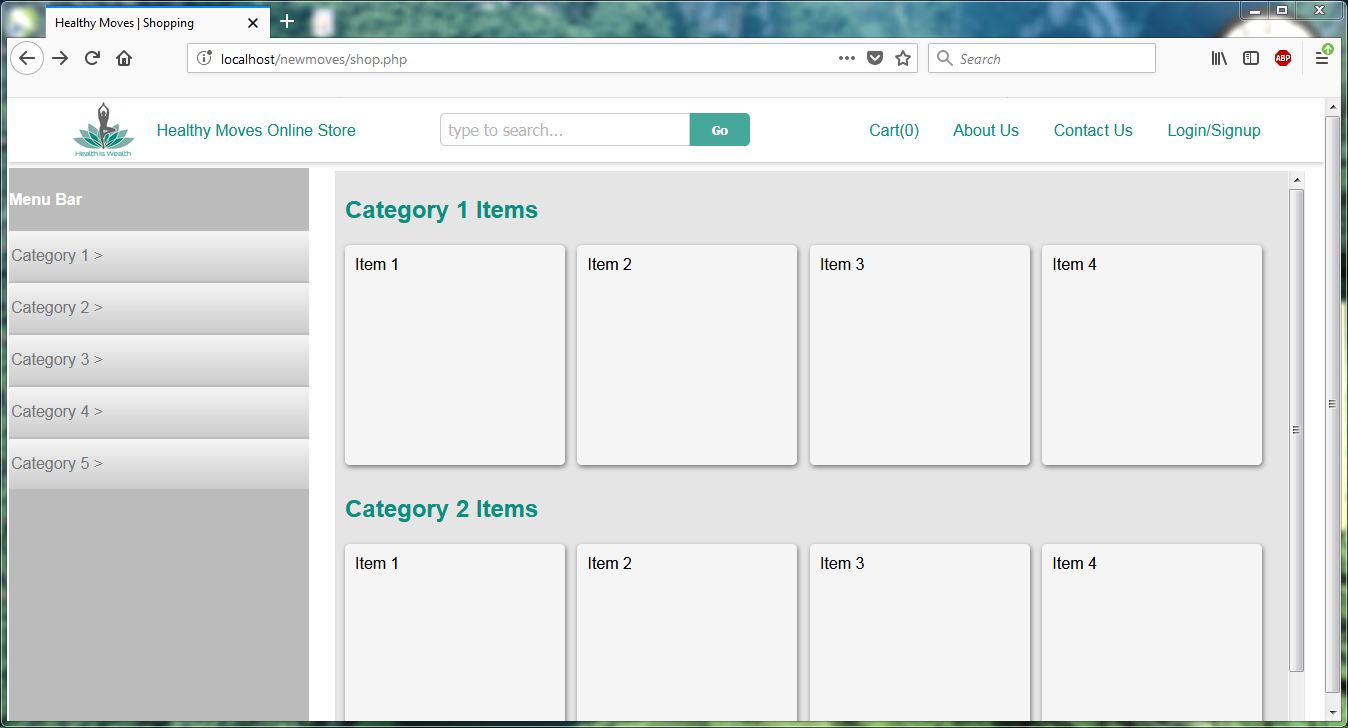 Healthy Moves | Shopping
localhost/newmoves/shop.php
Search
ABP
Health is Wealth
Healthy Moves Online Store
type to search...
Go
Cart(0)
About Us
Contact Us
Login/Signup
Menu Bar
Category 1 >
Category 2 >
Category 3 >
Category 4 >
Category 5 >
Category 1 Items
Item 1
Item 2
Item 3
Item 4
Category 2 Items
Item 1
Item 2
Item 3
Item 4